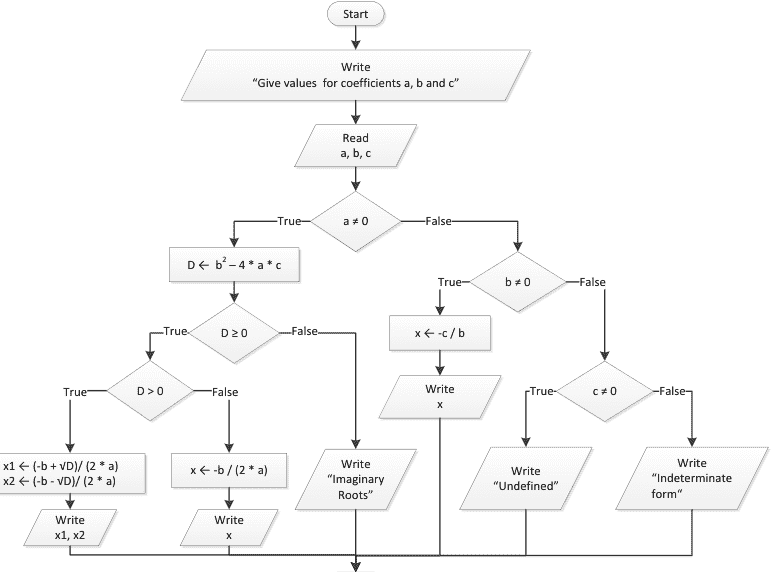 Start
Write
“Give values for coefficients a, b and c”
Read
a, b, c
a ≠ 0
True
False
D ← b² – 4 * a * c
b ≠ 0
True
False
D ≥ 0
True
False
x ← -c / b
D > 0
True
False
Write
x
c ≠ 0
True
False
x1 ← (-b + √D)/ (2 * a)
x2 ← (-b - √D)/ (2 * a)
x ← -b / (2 * a)
Write
“Imaginary
Roots”
Write
“Undefined”
Write
“Indeterminate
form“
Write
x1, x2
Write
x